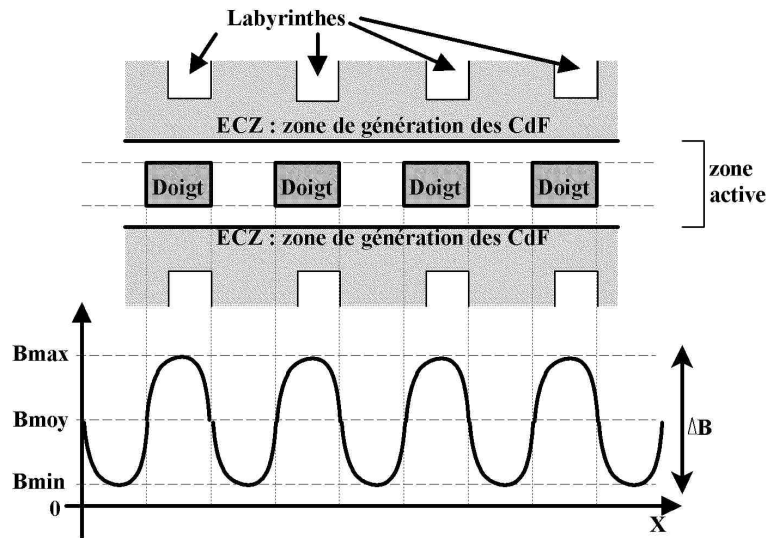 Labyrinthes
ECZ : zone de génération des CdF
Doigt Doigt Doigt Doigt
zone
active
ECZ : zone de génération des CdF
Bmax
Bmoy
ΔB
Bmin
0
X